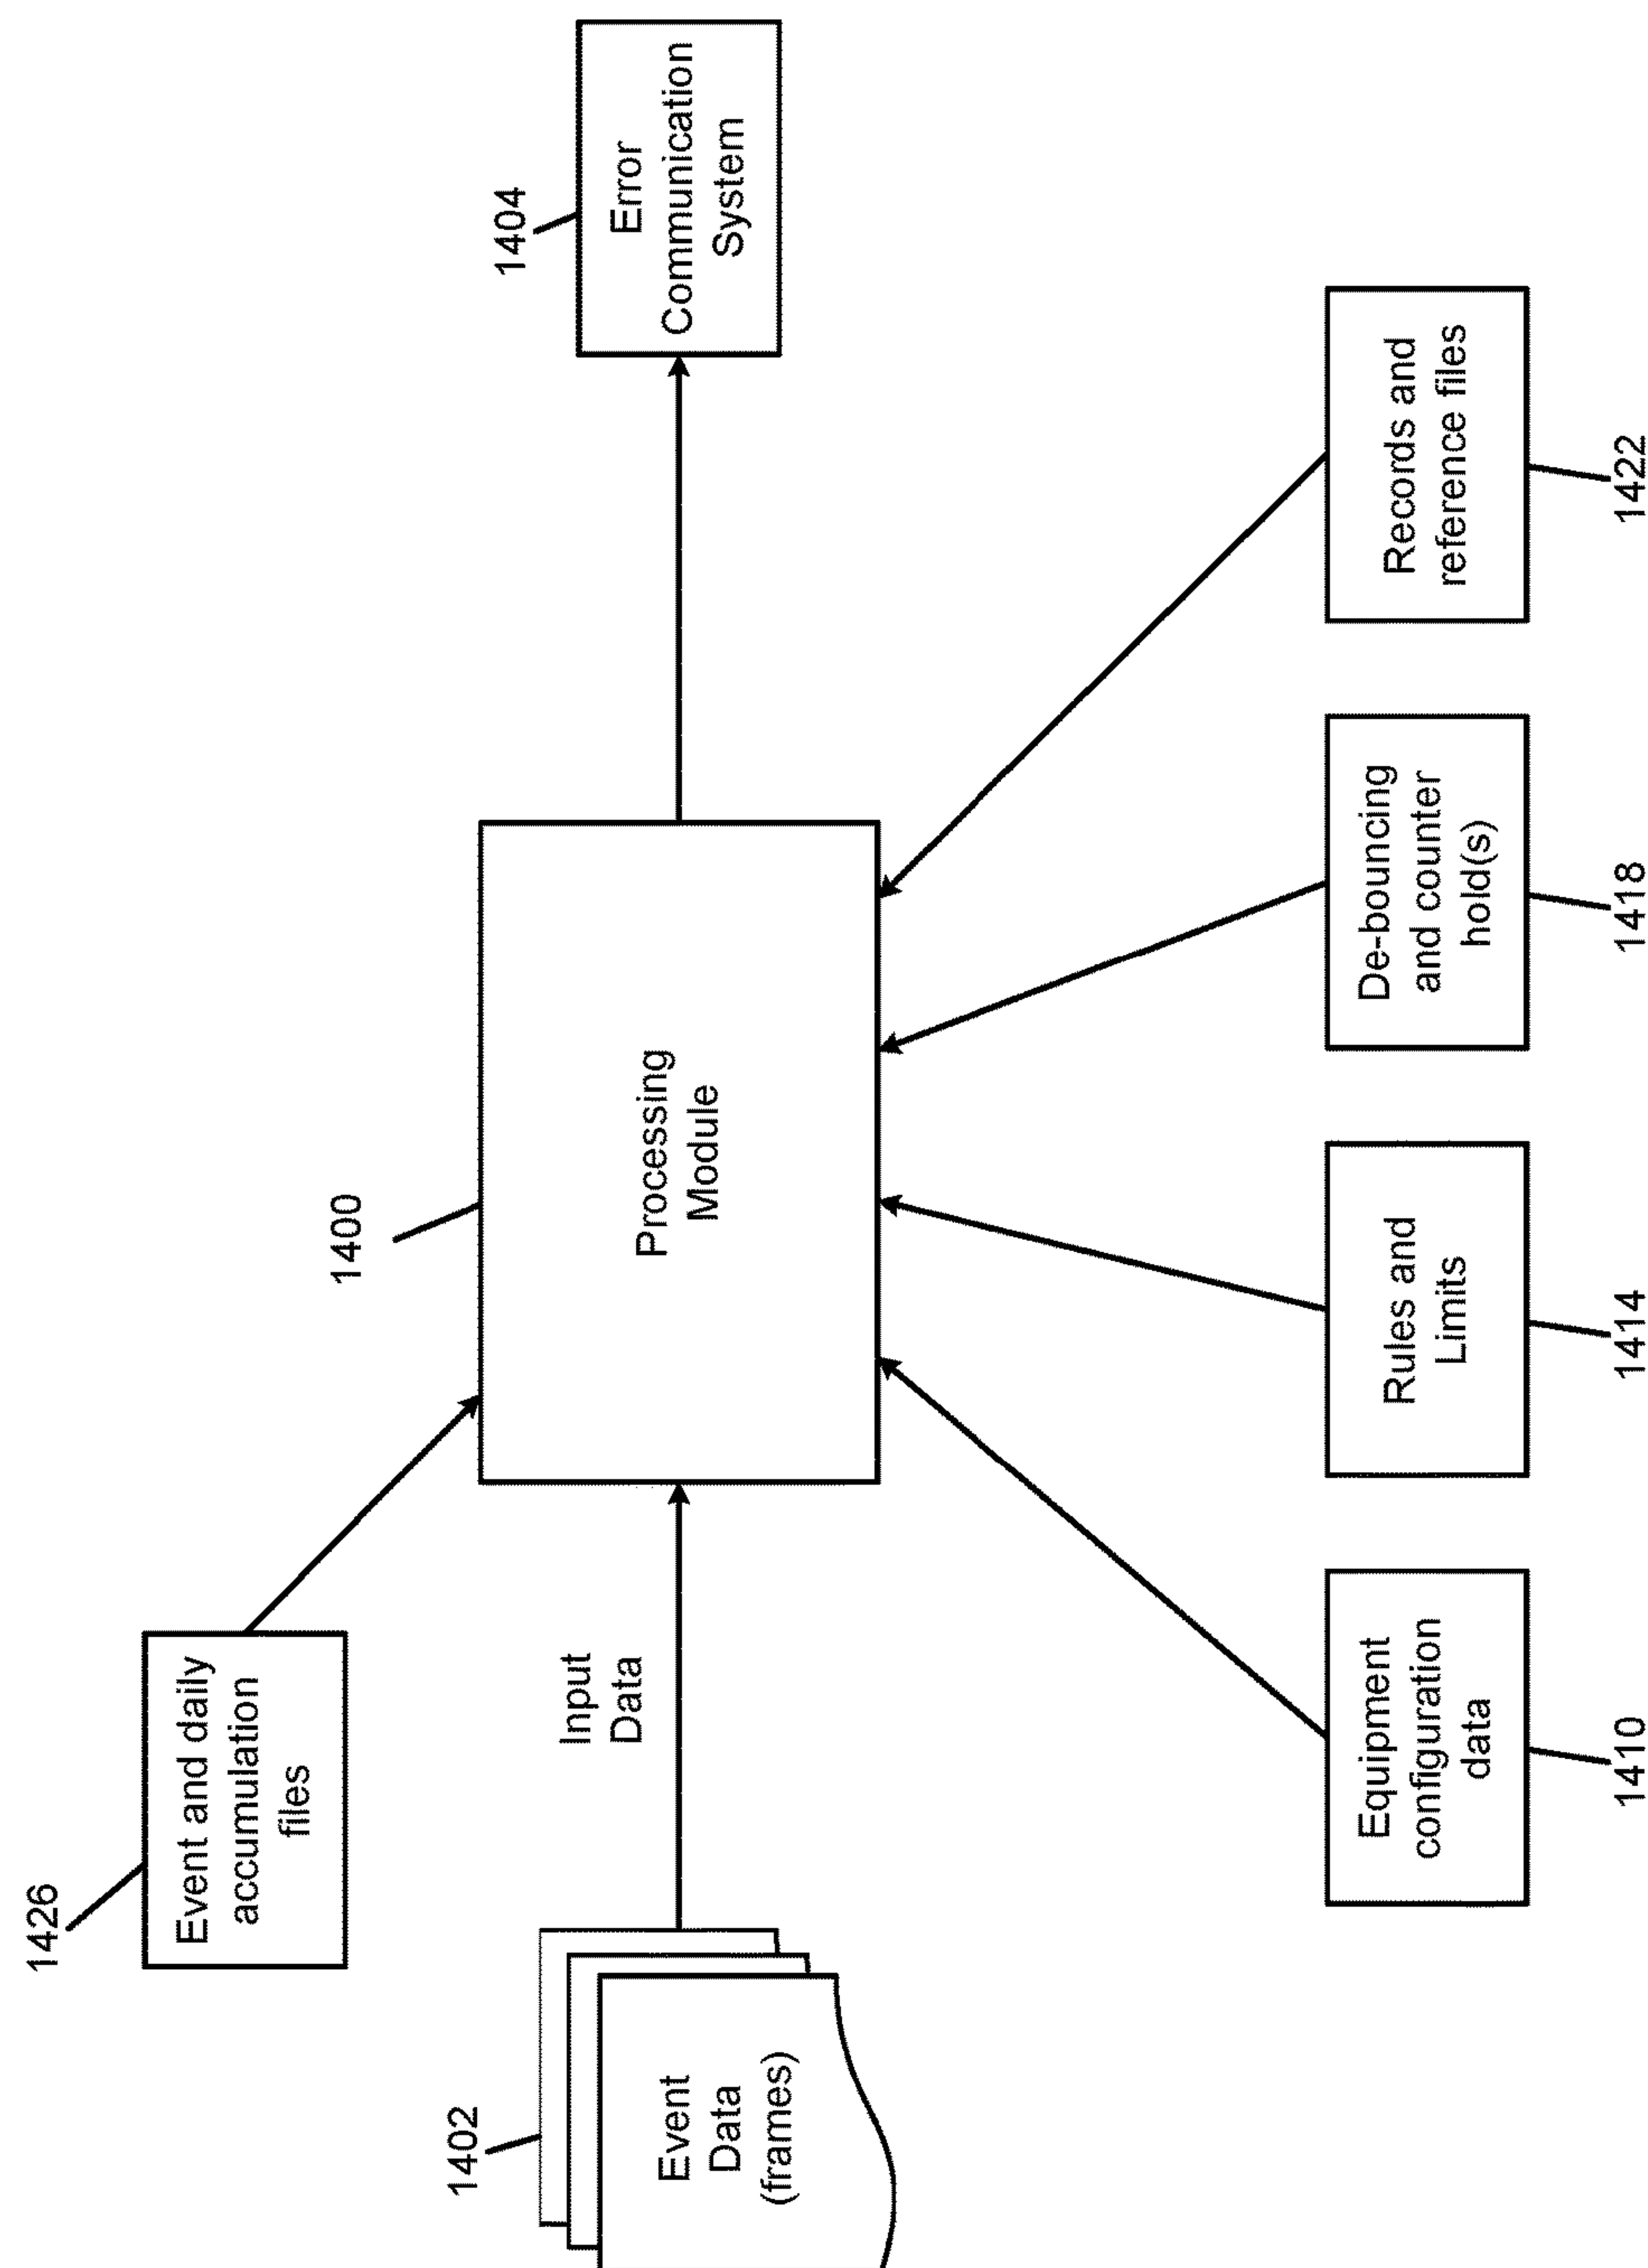 1426
Event and daily
accumulation
files
1402
Event
Data
(frames)
Input
Data
1400
Processing
Module
1404
Error
Communication
System
Equipment
configuration
data
1410
Rules and
Limits
1414
De-bouncing
and counter
hold(s)
1418
Records and
reference files
1422